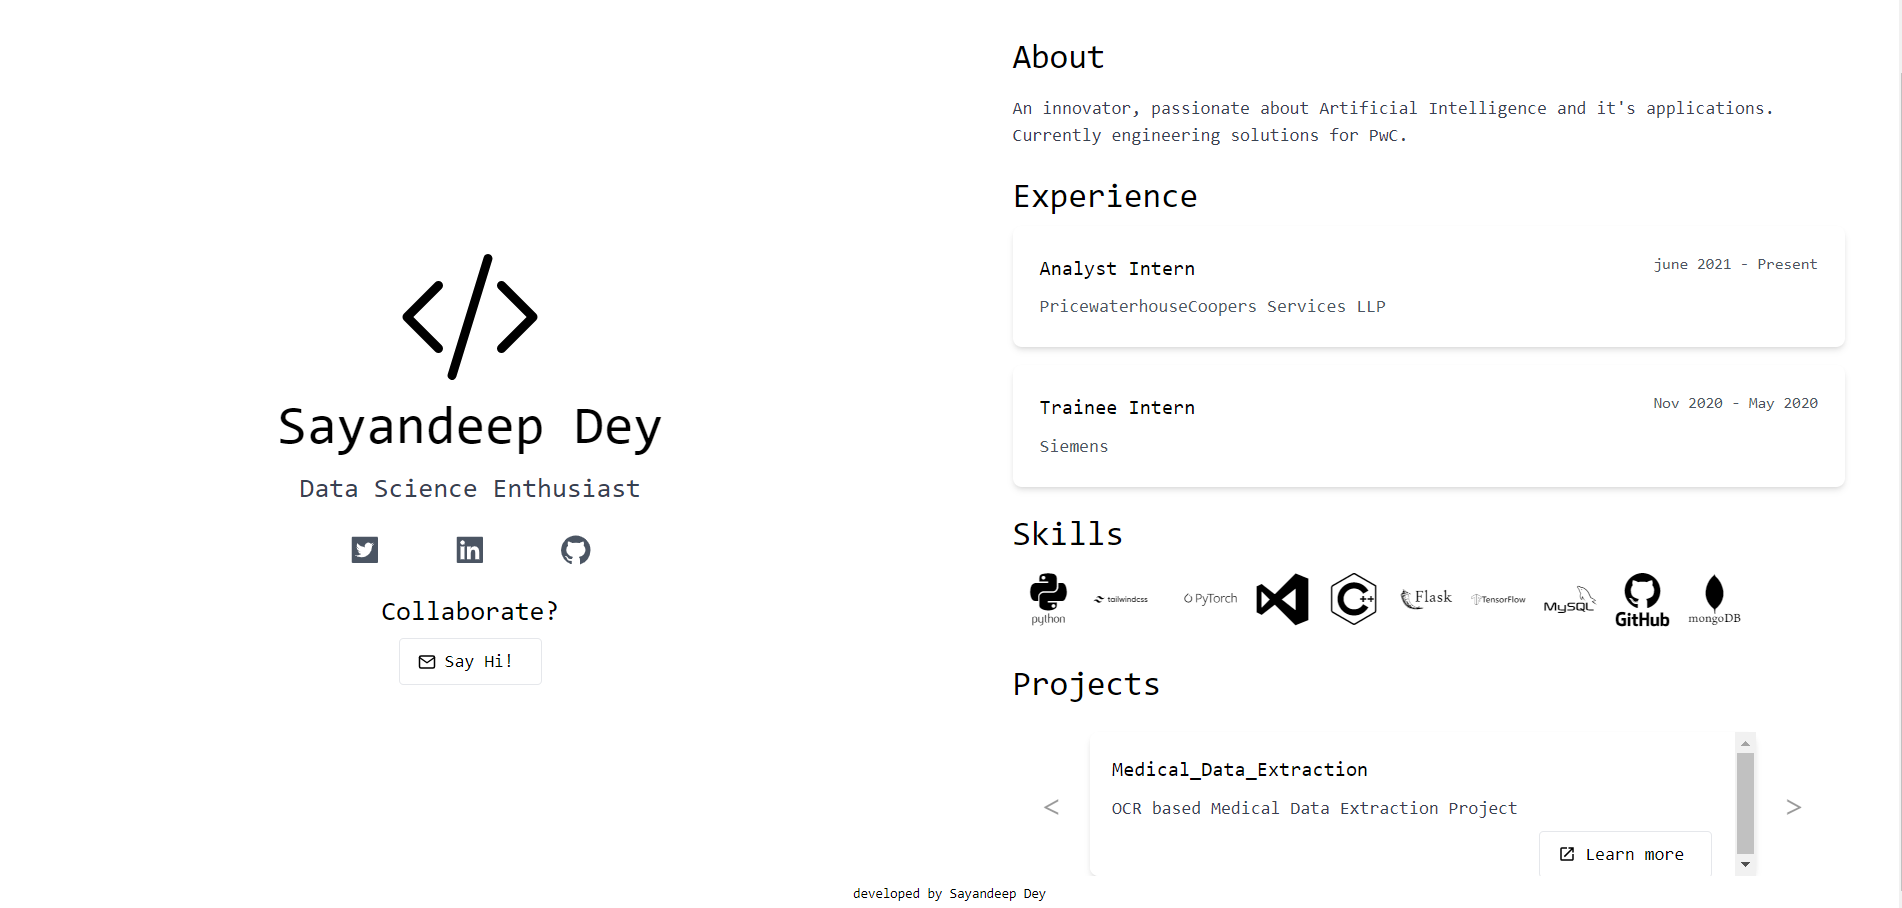 </>
Sayandeep Dey
Data Science Enthusiast
in
Collaborate?
Say Hi!
About
An innovator, passionate about Artificial Intelligence and it's applications.
Currently engineering solutions for PwC.
Experience
Analyst Intern
june 2021 - Present
PricewaterhouseCoopers Services LLP
Trainee Intern
Nov 2020 - May 2020
Siemens
Skills
python
tailwindcss
PyTorch
C++
Flask
TensorFlow
MySQL
GitHub
mongoDB
Projects
<
Medical_Data_Extraction
OCR based Medical Data Extraction Project
Learn more
>
developed by Sayandeep Dey